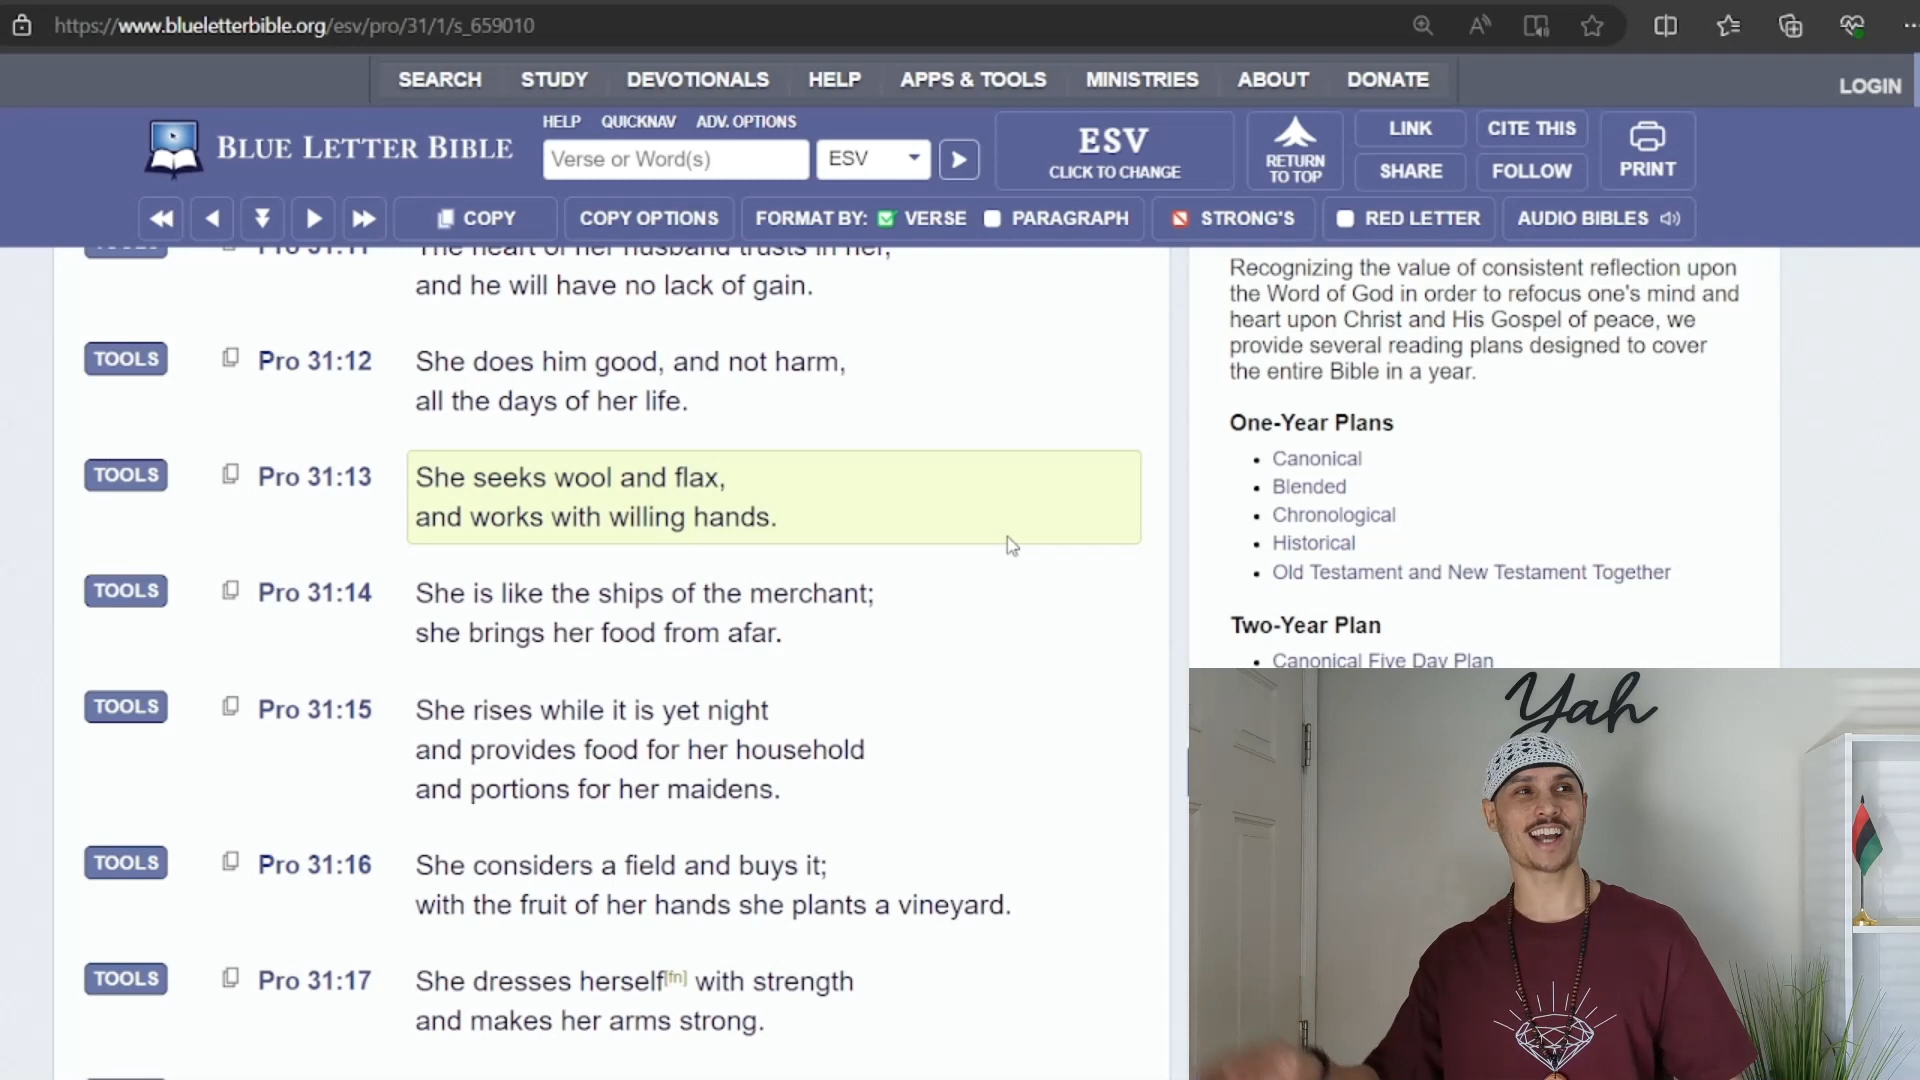 https://www.blueletterbible.org/esv/pro/31/1/s_659010
SEARCH STUDY DEVOTIONALS HELP APPS & TOOLS MINISTRIES ABOUT DONATE
LOGIN
HELP QUICKNAV ADV. OPTIONS
BLUE LETTER BIBLE
Verse or Word(s)
ESV
ESV
CLICK TO CHANGE
RETURN
TO TOP
LINK
CITE THIS
SHARE
FOLLOW
PRINT
COPY
COPY OPTIONS
FORMAT BY: VERSE PARAGRAPH
STRONG'S
RED LETTER
AUDIO BIBLES
TOOLS Pro 31:11 The heart of her husband trusts in her,
and he will have no lack of gain.
TOOLS Pro 31:12 She does him good, and not harm,
all the days of her life.
TOOLS Pro 31:13 She seeks wool and flax,
and works with willing hands.
TOOLS Pro 31:14 She is like the ships of the merchant;
she brings her food from afar.
TOOLS Pro 31:15 She rises while it is yet night
and provides food for her household
and portions for her maidens.
TOOLS Pro 31:16 She considers a field and buys it;
with the fruit of her hands she plants a vineyard.
TOOLS Pro 31:17 She dresses herself[fn] with strength
and makes her arms strong.
Recognizing the value of consistent reflection upon
the Word of God in order to refocus one's mind and
heart upon Christ and His Gospel of peace, we
provide several reading plans designed to cover
the entire Bible in a year.
One-Year Plans
• Canonical
• Blended
• Chronological
• Historical
• Old Testament and New Testament Together
Two-Year Plan
• Canonical Five Day Plan
Yah